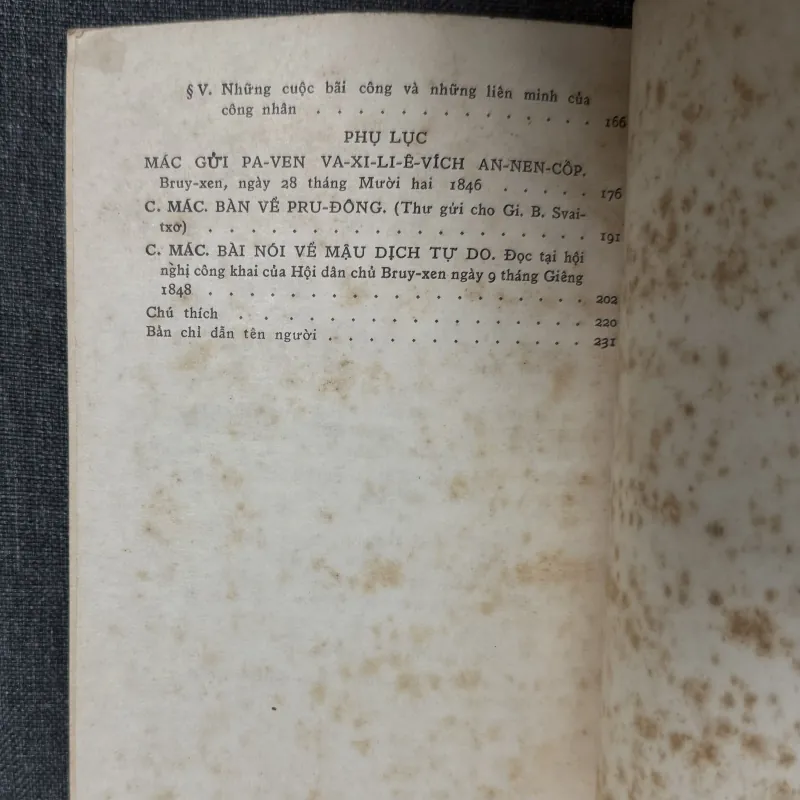 § V. Những cuộc bãi công và những liên minh của
công nhân . . . . . . . . . . . . . 166
PHỤ LỤC
MÁC GỬI PA-VEN VA-XI-LI-Ê-VÍCH AN-NEN-CỐP.
Bruy-xen, ngày 28 tháng Mười hai 1846 . . . . . 176
C. MÁC. BÀN VỀ PRU-ĐÔNG. (Thư gửi cho Gi. B. Svai-
txơ) . . . . . . . . . . . . . . . . . 191
C. MÁC. BÀI NÓI VỀ MẬU DỊCH TỰ DO. Đọc tại hội
nghị công khai của Hội dân chủ Bruy-xen ngày 9 tháng Giêng
1848 . . . . . . . . . . . . . . . . . 202
Chú thích . . . . . . . . . . . . . . . . 220
Bản chỉ dẫn tên người . . . . . . . . . . . . 231